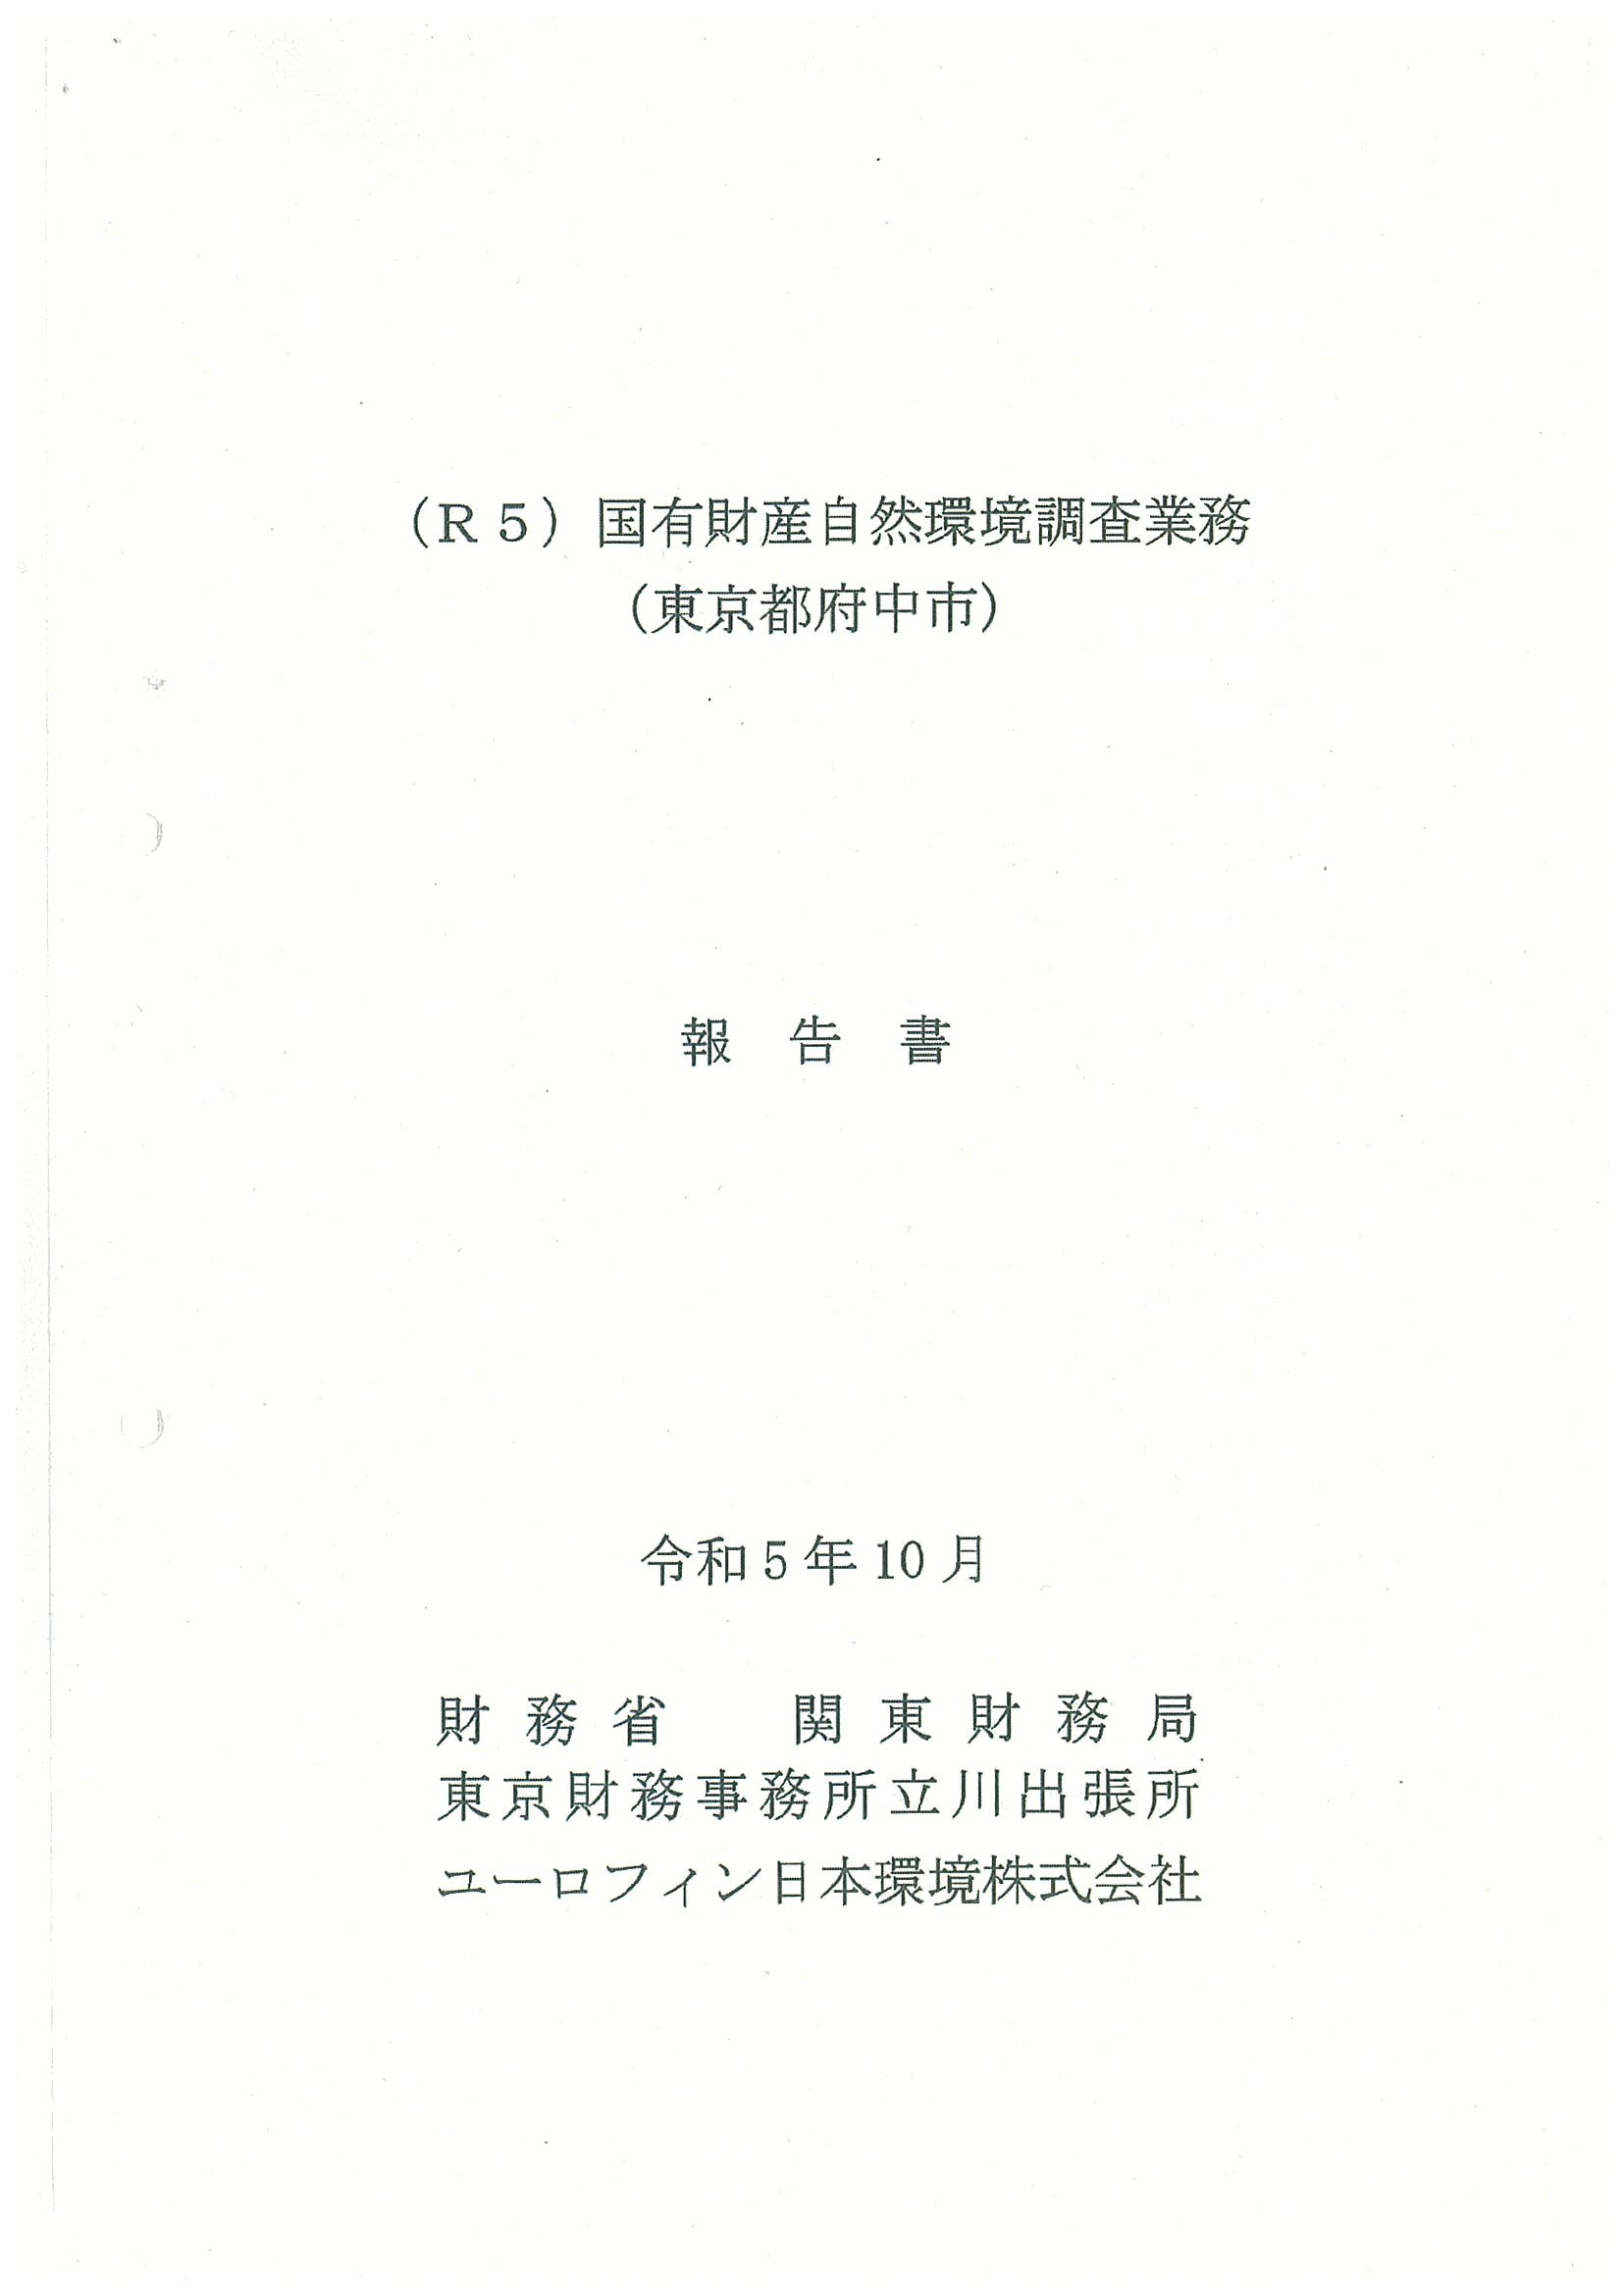 （R５）国有財産自然環境調査業務
（東京都府中市）
報　告　書
令和5年10月
財務省　関東財務局
東京財務事務所立川出張所
ユーロフィン日本環境株式会社